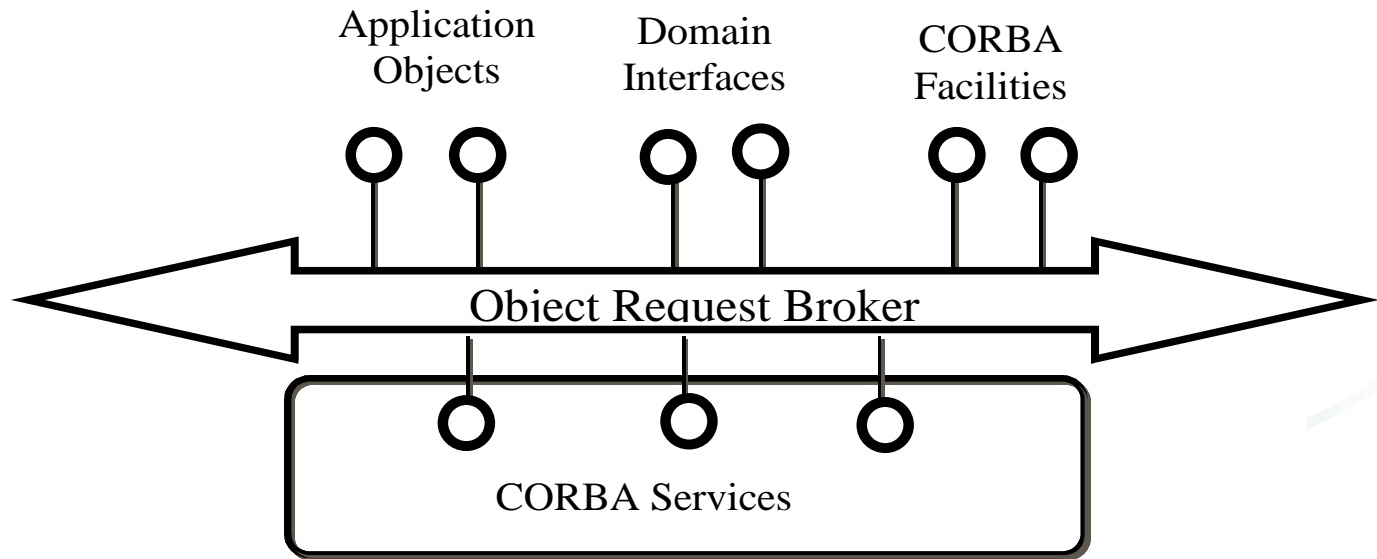 Application
Objects
Domain
Interfaces
CORBA
Facilities
Object Request Broker
CORBA Services